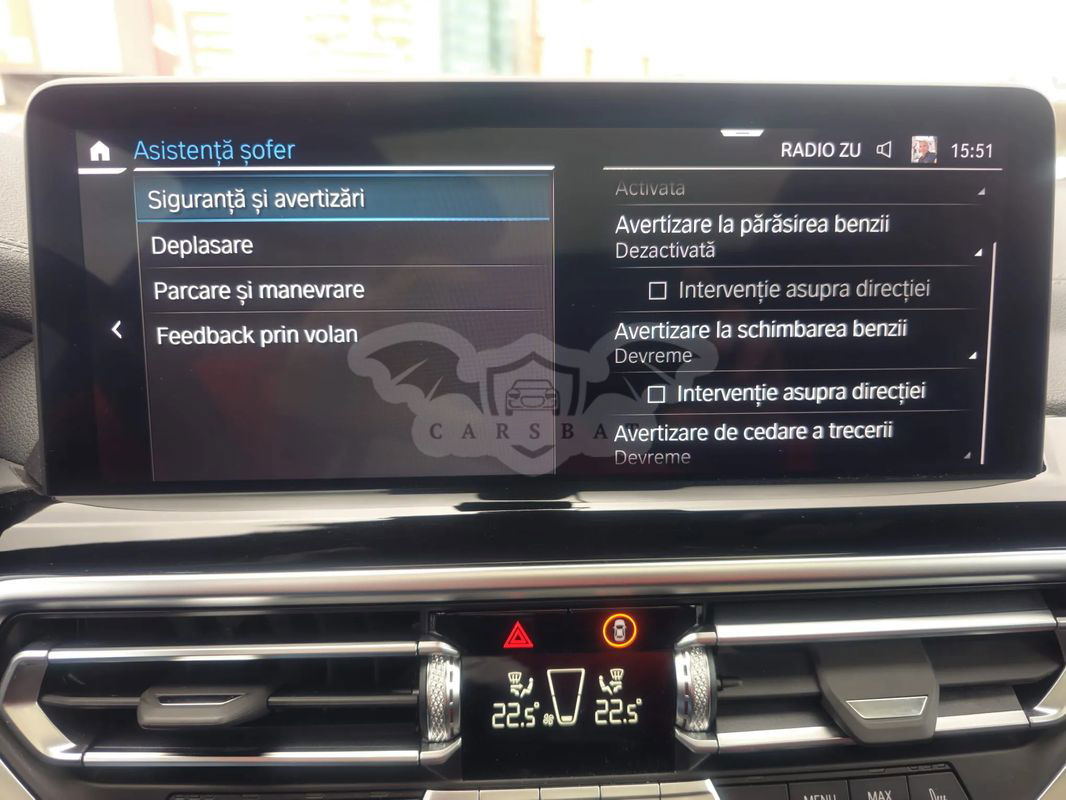 Asistență șofer
RADIO ZU
15:51
Siguranță și avertizări
Deplasare
Parcare și manevrare
Feedback prin volan
Activată
Avertizare la părăsirea benzii
Dezactivată
Intervenție asupra direcției
Avertizare la schimbarea benzii
Devreme
Intervenție asupra direcției
Avertizare de cedare a trecerii
Devreme
CARSBAT
22.5°
22.5°
MENU
MAX